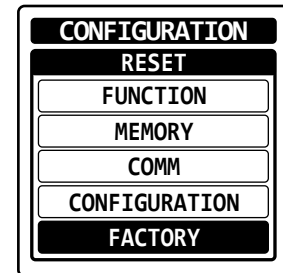 CONFIGURATION
RESET
FUNCTION
MEMORY
COMM
CONFIGURATION
FACTORY